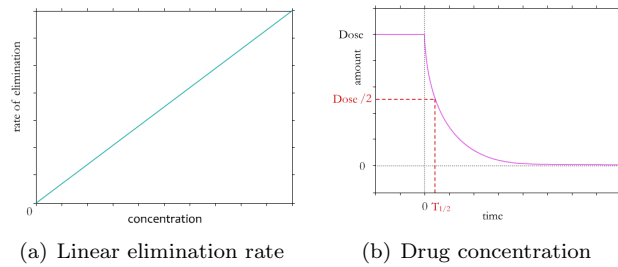 rate of elimination
0
concentration
(a) Linear elimination rate
Dose
amount
Dose/2
0
0 T1/2
time
(b) Drug concentration